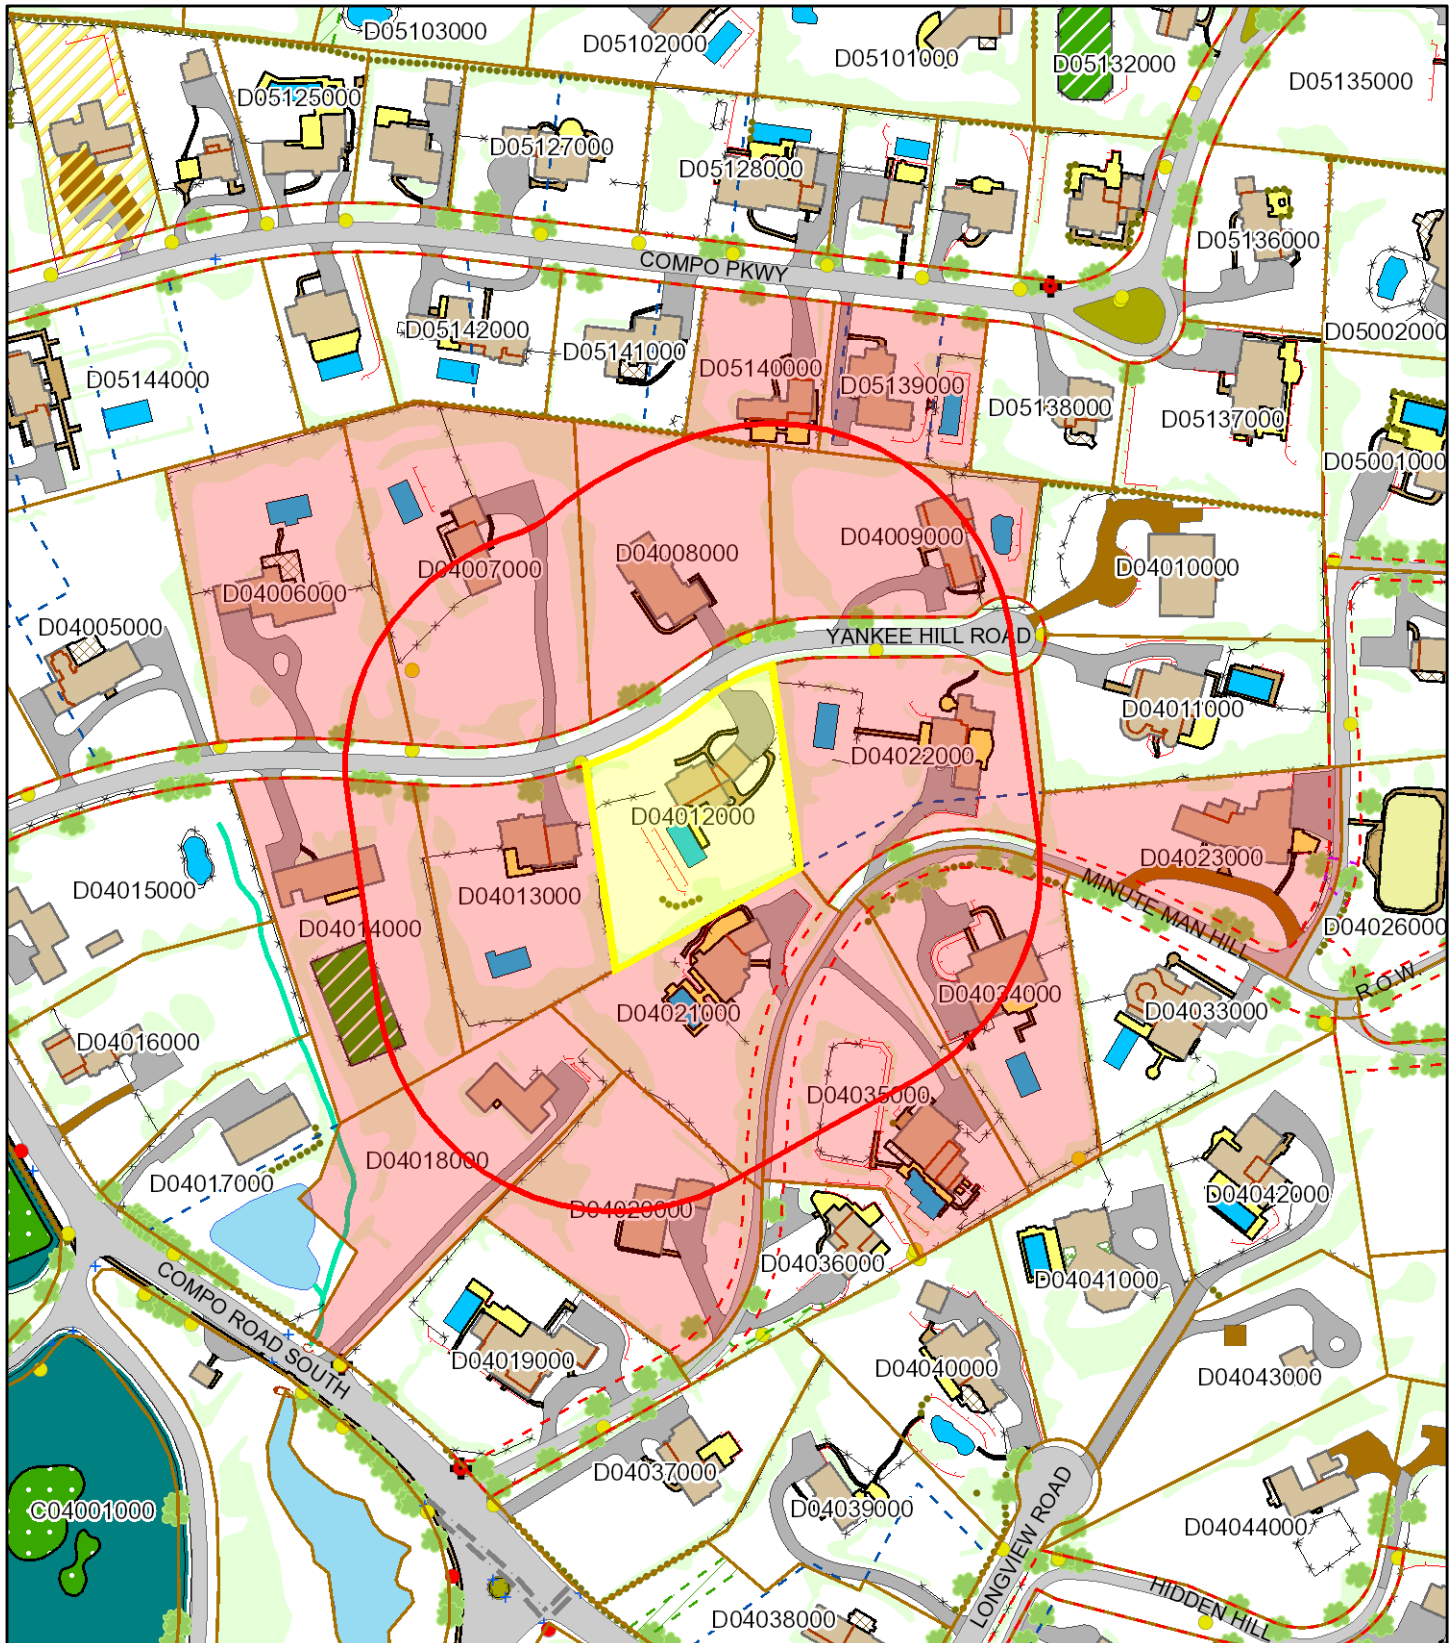 D05103000
D05102000
D05101000
D05132000
D05135000
D05125000
D05127000
D05128000
D05136000
COMPO PKWY
D05002000
D05144000
D05142000
D05141000
D05140000
D05139000
D05138000
D05137000
D05001000
D04009000
D04008000
D04007000
D04010000
D04006000
D04005000
YANKEE HILL ROAD
D04011000
D04022000
D04012000
D04023000
D04015000
D04013000
MINUTE MAN HILL
D04014000
D04026000
R.O.W
D04034000
D04021000
D04033000
D04016000
D04035000
D04018000
D04017000
D04042000
D04020000
D04036000
D04041000
COMPO ROAD SOUTH
D04019000
D04040000
D04043000
D04037000
D04039000
C04001000
D04044000
LONGVIEW ROAD
HIDDEN HILL
D04038000